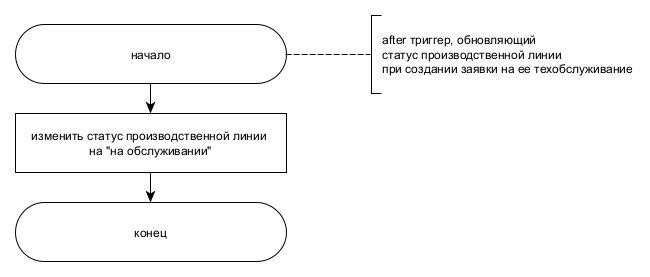 начало
after триггер, обновляющий
статус производственной линии
при создании заявки на ее техобслуживание
изменить статус производственной линии
на "на обслуживании"
конец